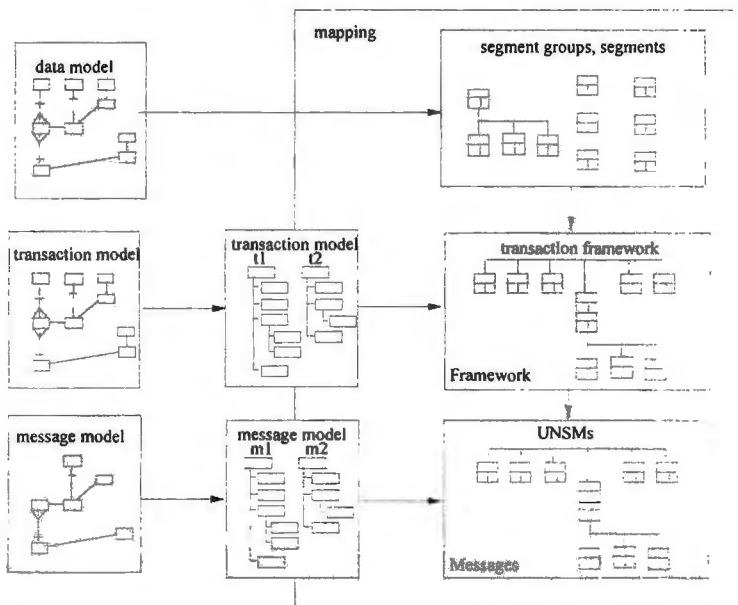 mapping
data model
segment groups, segments
transaction model
transaction model
t1 t2
transaction framework
Framework
message model
message model
m1 m2
UNSMs
Messages